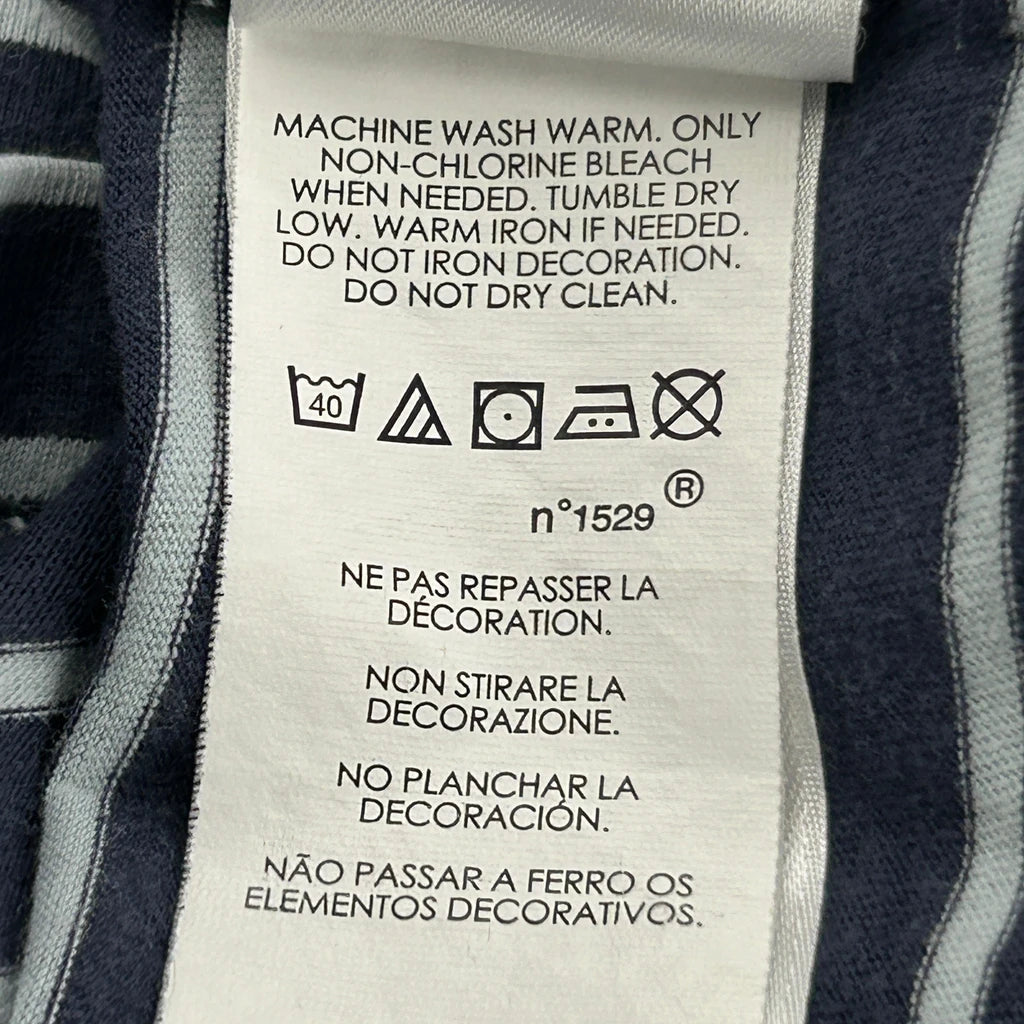 MACHINE WASH WARM. ONLY
NON-CHLORINE BLEACH
WHEN NEEDED. TUMBLE DRY
LOW. WARM IRON IF NEEDED.
DO NOT IRON DECORATION.
DO NOT DRY CLEAN.
40
®
n°1529
NE PAS REPASSER LA
DÉCORATION.
NON STIRARE LA
DECORAZIONE.
NO PLANCHAR LA
DECORACIÓN.
NÃO PASSAR A FERRO OS
ELEMENTOS DECORATIVOS.